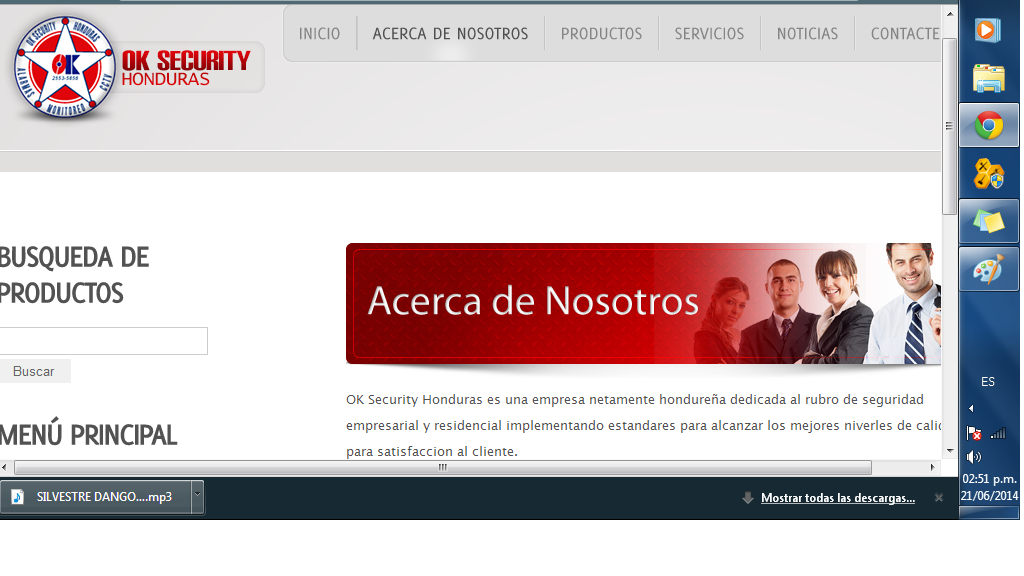 OK SECURITY HONDURAS
OK
2553-5656
ALARMAS MONITOREO CCTV
OK SECURITY
HONDURAS
INICIO
ACERCA DE NOSOTROS
PRODUCTOS
SERVICIOS
NOTICIAS
CONTACTE
BUSQUEDA DE
PRODUCTOS
Buscar
MENÚ PRINCIPAL
Acerca de Nosotros
OK Security Honduras es una empresa netamente hondureña dedicada al rubro de seguridad
empresarial y residencial implementando estandares para alcanzar los mejores niverles de calid
para satisfaccion al cliente.
SILVESTRE DANGO....mp3
Mostrar todas las descargas...
ES
02:51 p.m.
21/06/2014